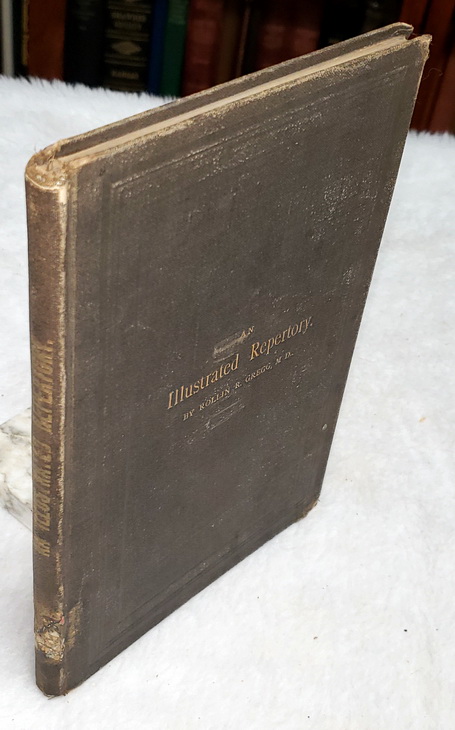 AN
Illustrated Repertory.
BY ROLLIN R. GREGG, M.D.
AN ILLUSTRATED REPERTORY.